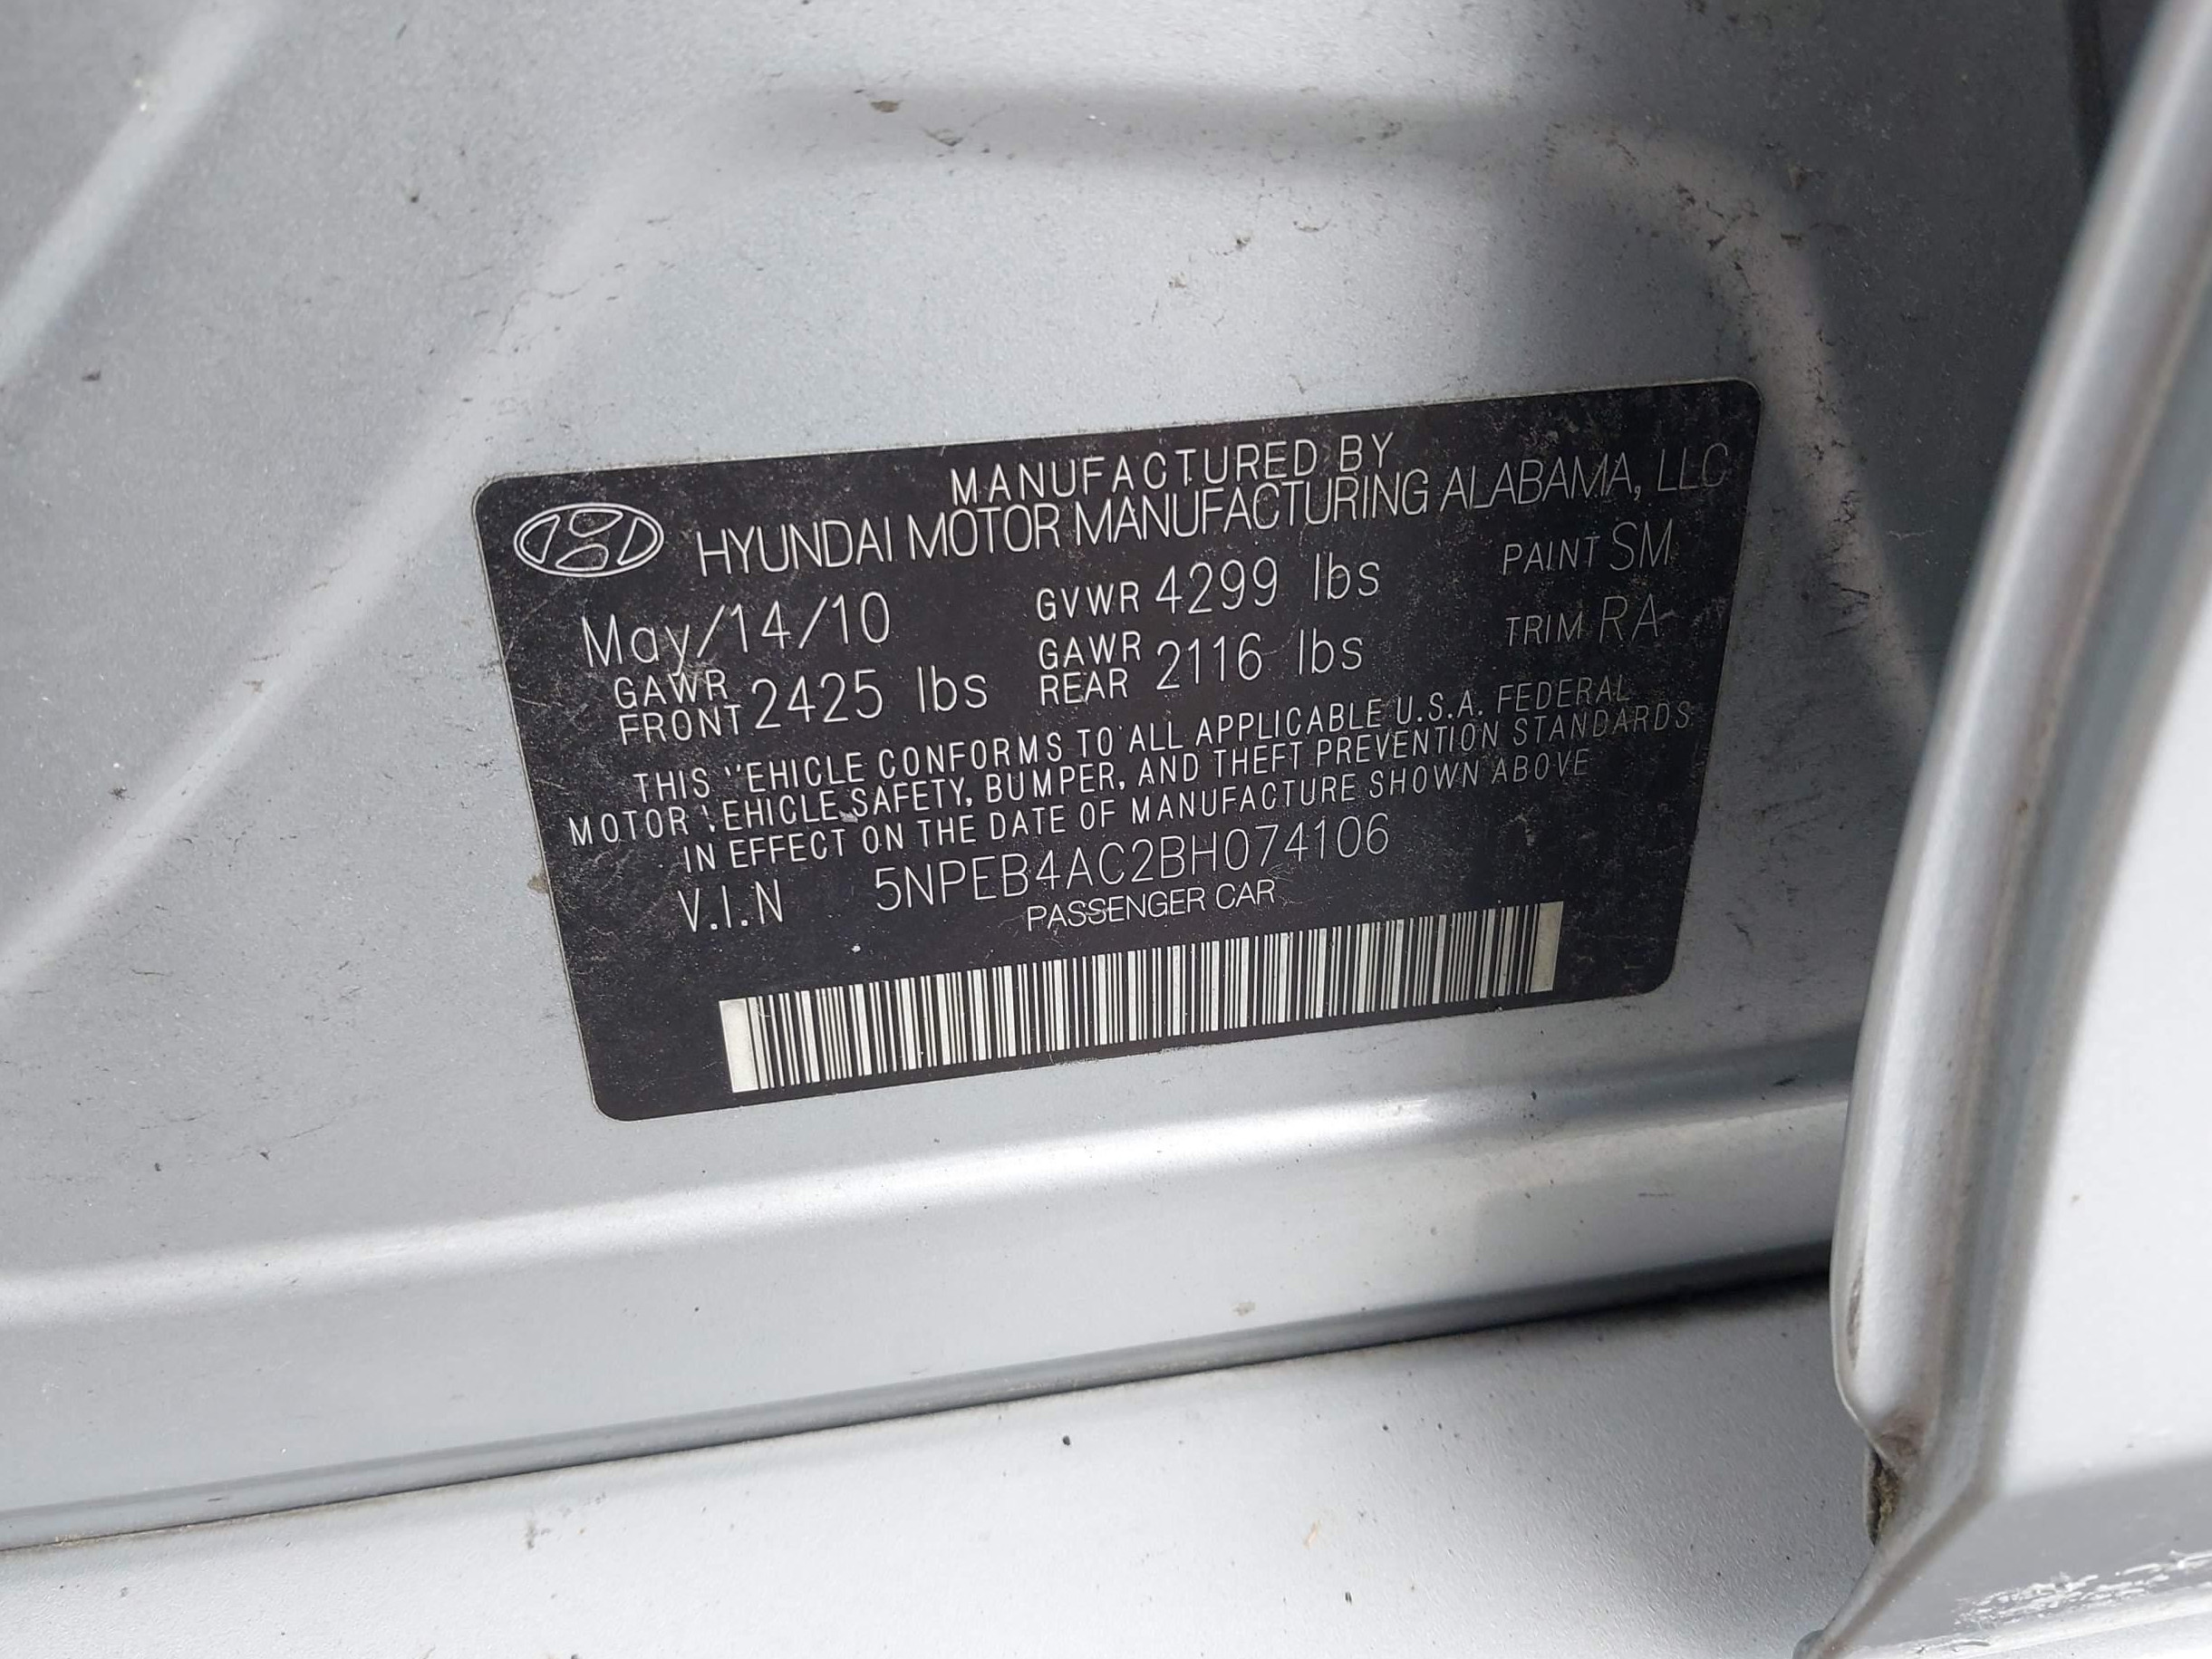 MANUFACTURED BY
HYUNDAI MOTOR MANUFACTURING ALABAMA, LLC
May/14/10 GVWR 4299 lbs PAINT SM
GAWR FRONT 2425 lbs GAWR REAR 2116 lbs TRIM RA
THIS VEHICLE CONFORMS TO ALL APPLICABLE U.S.A. FEDERAL
MOTOR VEHICLE SAFETY, BUMPER, AND THEFT PREVENTION STANDARDS
IN EFFECT ON THE DATE OF MANUFACTURE SHOWN ABOVE
V.I.N 5NPEB4AC2BH074106
PASSENGER CAR